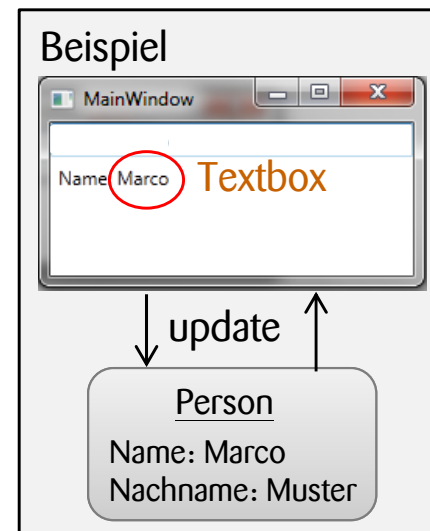 Beispiel
MainWindow
Name Marco Textbox
update
Person
Name: Marco
Nachname: Muster